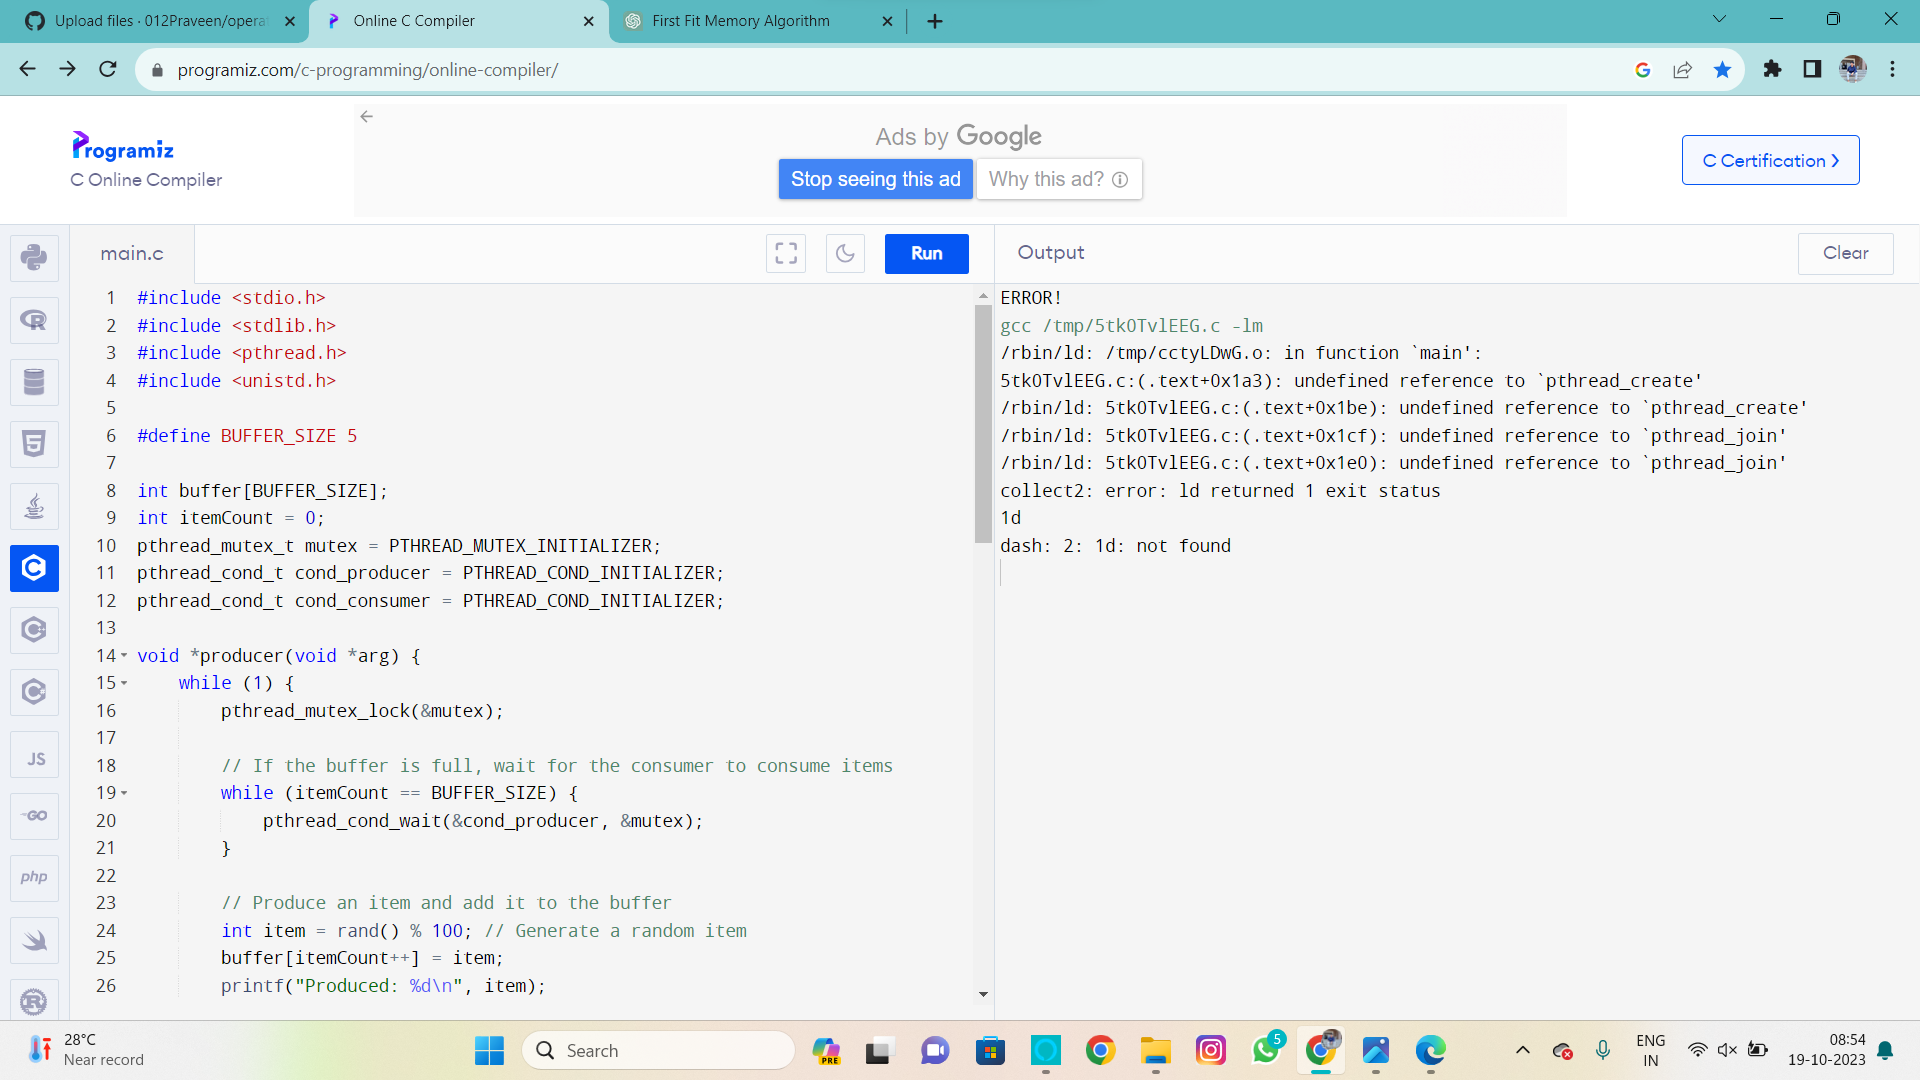 Upload files · 012Praveen/opera
Online C Compiler
First Fit Memory Algorithm
programiz.com/c-programming/online-compiler/
Programiz
C Online Compiler
Ads by Google
Stop seeing this ad
Why this ad?
C Certification >
main.c
Run
Output
Clear
1 #include <stdio.h>
2 #include <stdlib.h>
3 #include <pthread.h>
4 #include <unistd.h>
5
6 #define BUFFER_SIZE 5
7
8 int buffer[BUFFER_SIZE];
9 int itemCount = 0;
10 pthread_mutex_t mutex = PTHREAD_MUTEX_INITIALIZER;
11 pthread_cond_t cond_producer = PTHREAD_COND_INITIALIZER;
12 pthread_cond_t cond_consumer = PTHREAD_COND_INITIALIZER;
13
14 void *producer(void *arg) {
15 while (1) {
16 pthread_mutex_lock(&mutex);
17
18 // If the buffer is full, wait for the consumer to consume items
19 while (itemCount == BUFFER_SIZE) {
20 pthread_cond_wait(&cond_producer, &mutex);
21 }
22
23 // Produce an item and add it to the buffer
24 int item = rand() % 100; // Generate a random item
25 buffer[itemCount++] = item;
26 printf("Produced: %d\n", item);
ERROR!
gcc /tmp/5tk0TvlEEG.c -lm
/rbin/ld: /tmp/cctyLDwG.o: in function `main':
5tk0TvlEEG.c:(.text+0x1a3): undefined reference to `pthread_create'
/rbin/ld: 5tk0TvlEEG.c:(.text+0x1be): undefined reference to `pthread_create'
/rbin/ld: 5tk0TvlEEG.c:(.text+0x1cf): undefined reference to `pthread_join'
/rbin/ld: 5tk0TvlEEG.c:(.text+0x1e0): undefined reference to `pthread_join'
collect2: error: ld returned 1 exit status
1d
dash: 2: 1d: not found
JS
GO
php
28°C
Near record
Search
PRE
5
ENG
IN
08:54
19-10-2023